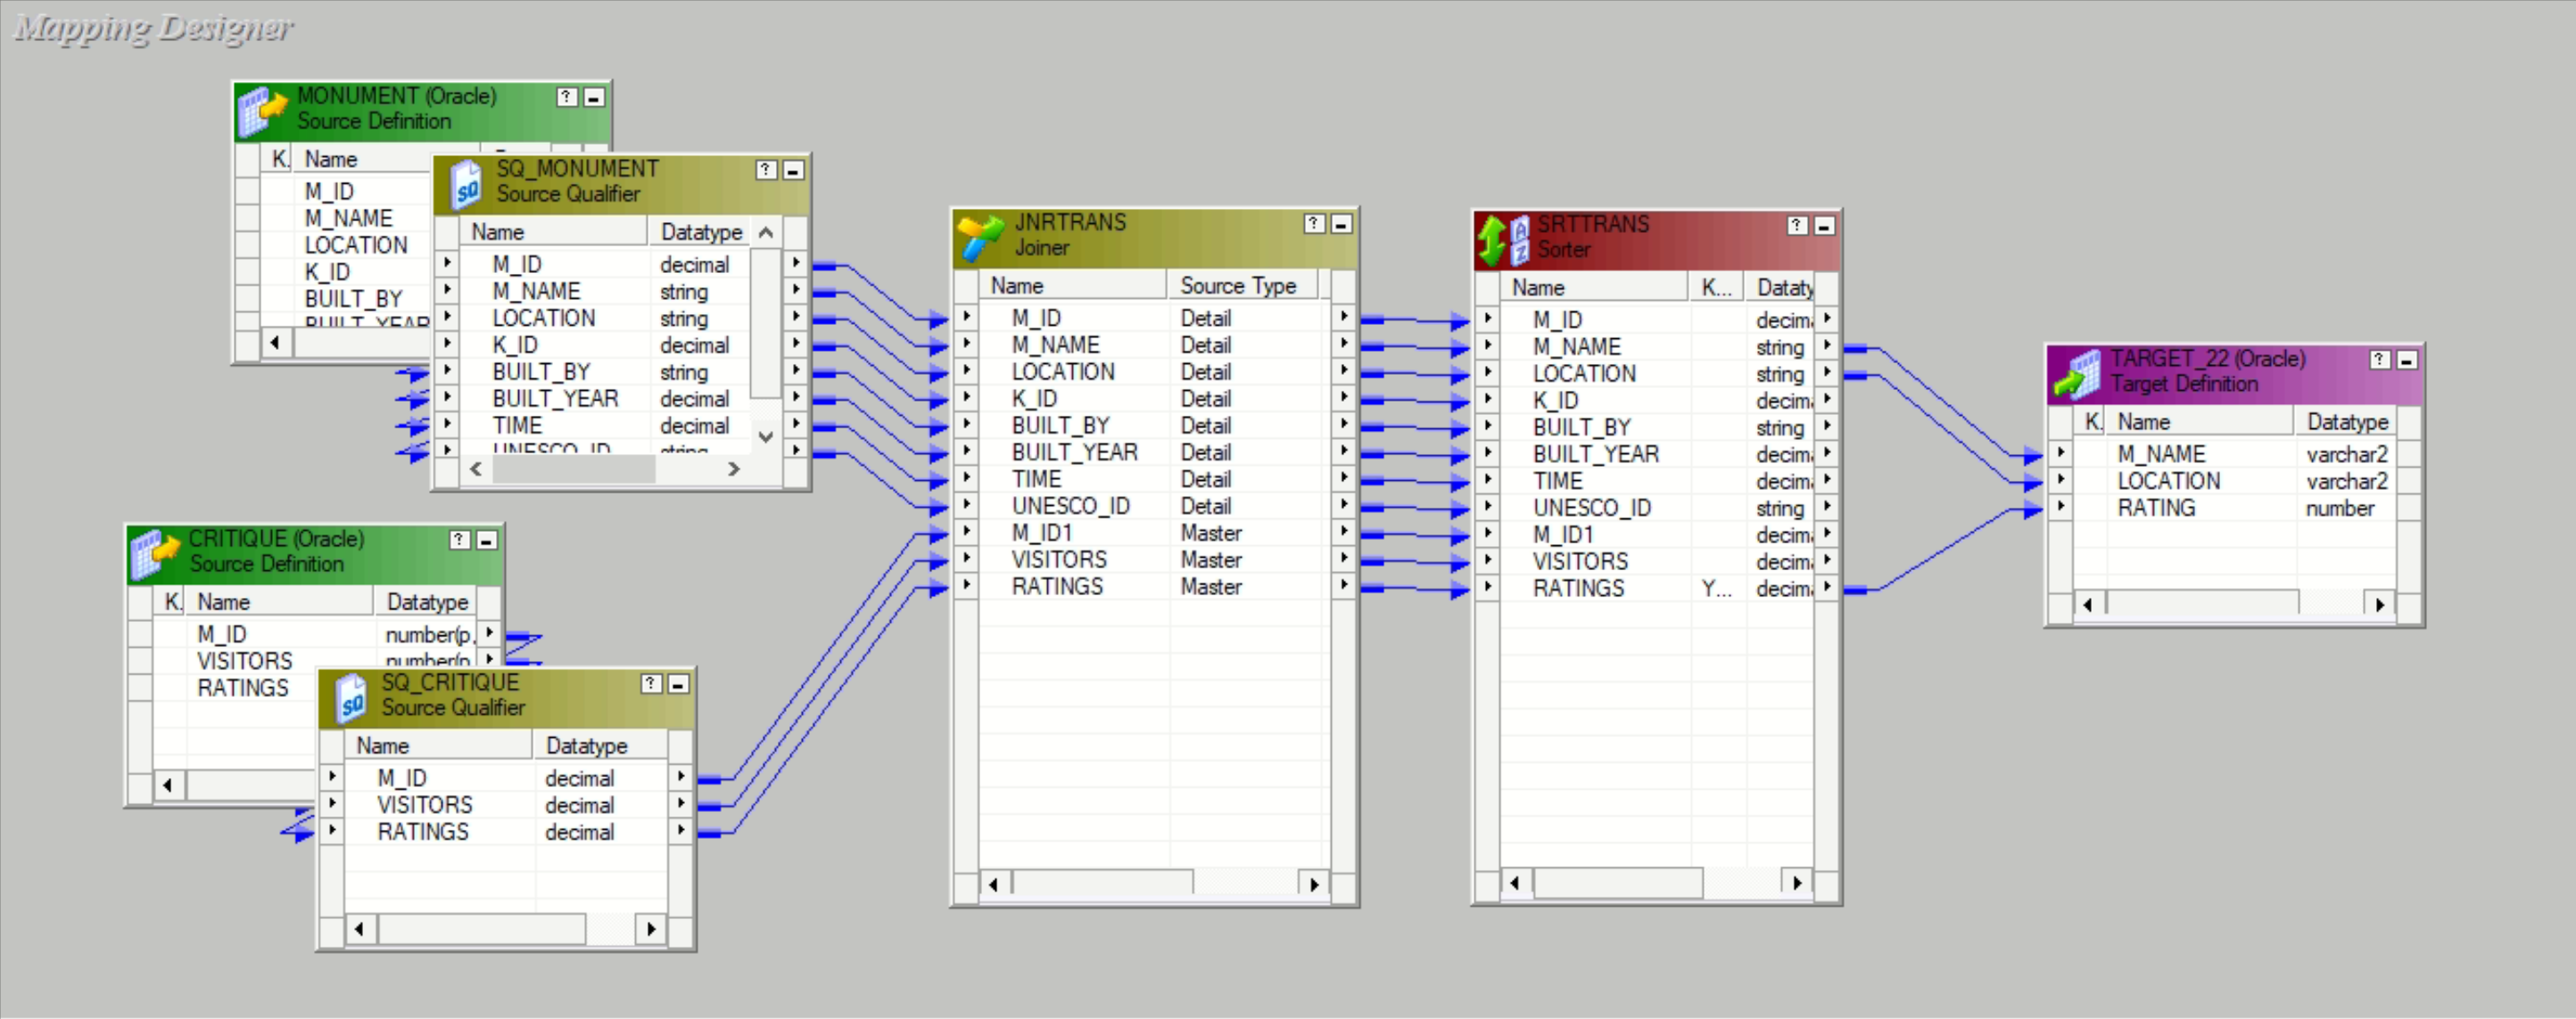 Mapping Designer
MONUMENT (Oracle)
Source Definition
K. Name
M_ID
M_NAME
LOCATION
K_ID
BUILT_BY
BUILT_YEAR
SQ_MONUMENT
Source Qualifier
Name Datatype
M_ID decimal
M_NAME string
LOCATION string
K_ID decimal
BUILT_BY string
BUILT_YEAR decimal
TIME decimal
UNESCO_ID string
CRITIQUE (Oracle)
Source Definition
K. Name Datatype
M_ID number(p,
VISITORS number(p
RATINGS
SQ_CRITIQUE
Source Qualifier
Name Datatype
M_ID decimal
VISITORS decimal
RATINGS decimal
JNRTRANS
Joiner
Name Source Type
M_ID Detail
M_NAME Detail
LOCATION Detail
K_ID Detail
BUILT_BY Detail
BUILT_YEAR Detail
TIME Detail
UNESCO_ID Detail
M_ID1 Master
VISITORS Master
RATINGS Master
SRTTRANS
Sorter
Name K... Dataty
M_ID decim
M_NAME string
LOCATION string
K_ID decim
BUILT_BY string
BUILT_YEAR decim
TIME decim
UNESCO_ID string
M_ID1 decim
VISITORS decim
RATINGS Y... decim
TARGET_22 (Oracle)
Target Definition
K. Name Datatype
M_NAME varchar2
LOCATION varchar2
RATING number